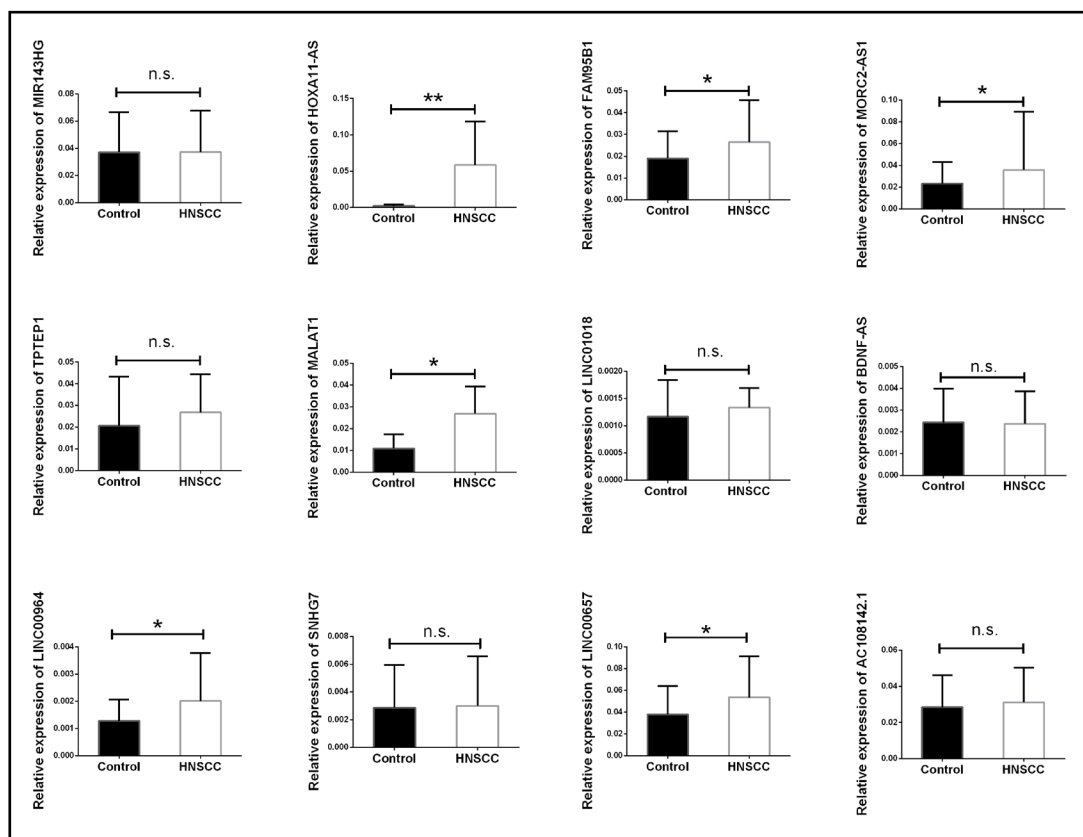 Relative expression of MIR143HG
n.s.
0.08
0.06
0.04
0.02
0.00
Control
HNSCC
Relative expression of HOXA11-AS
**
0.15
0.10
0.05
0.00
Control
HNSCC
Relative expression of FAM95B1
*
0.05
0.04
0.03
0.02
0.01
0.00
Control
HNSCC
Relative expression of MORC2-AS1
*
0.10
0.08
0.06
0.04
0.02
0.00
Control
HNSCC
Relative expression of TPTEP1
n.s.
0.05
0.04
0.03
0.02
0.01
0.00
Control
HNSCC
Relative expression of MALAT1
*
0.05
0.04
0.03
0.02
0.01
0.00
Control
HNSCC
Relative expression of LINC01018
n.s.
0.0020
0.0015
0.0010
0.0005
0.0000
Control
HNSCC
Relative expression of BDNF-AS
n.s.
0.005
0.004
0.003
0.002
0.001
0.000
Control
HNSCC
Relative expression of LINC00964
*
0.004
0.003
0.002
0.001
0.000
Control
HNSCC
Relative expression of SNHG7
n.s.
0.008
0.006
0.004
0.002
0.000
Control
HNSCC
Relative expression of LINC00657
*
0.10
0.08
0.06
0.04
0.02
0.00
Control
HNSCC
Relative expression of AC108142.1
n.s.
0.06
0.04
0.02
0.00
Control
HNSCC